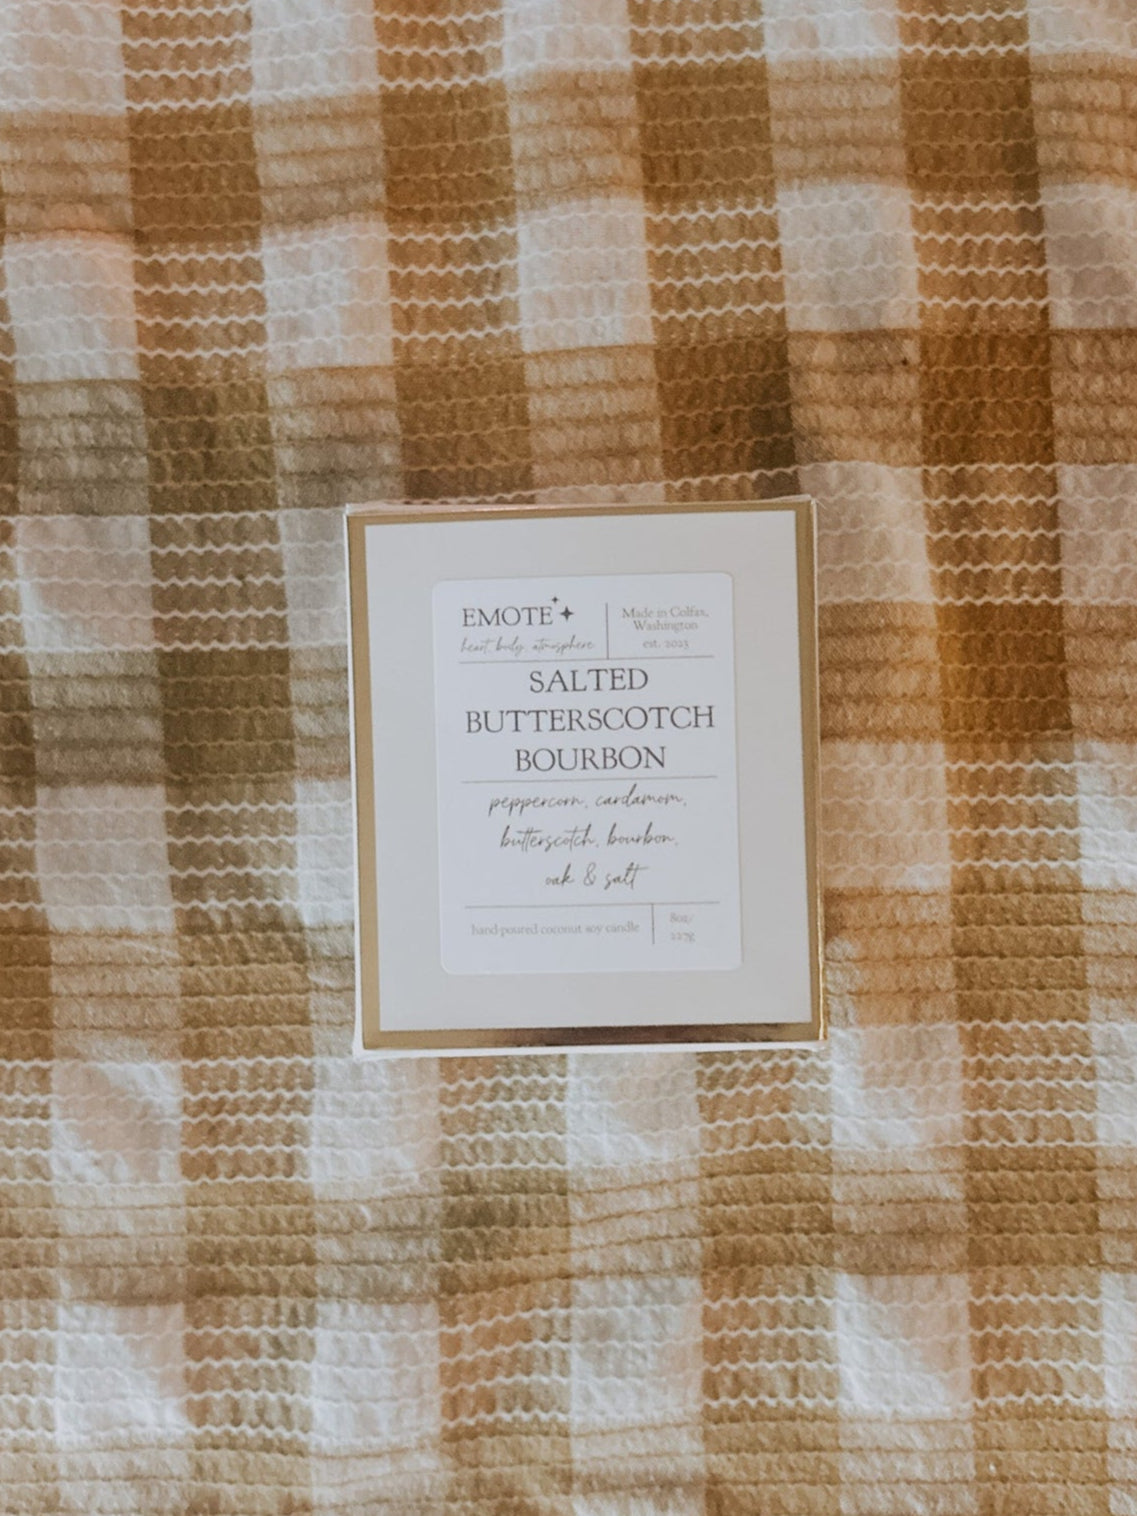 EMOTE
heart, body, atmosphere
Made in Colfax,
Washington
est. 2023
SALTED
BUTTERSCOTCH
BOURBON
peppercorn, cardamom,
butterscotch, bourbon,
oak & salt
hand-poured coconut soy candle
8oz/
227g